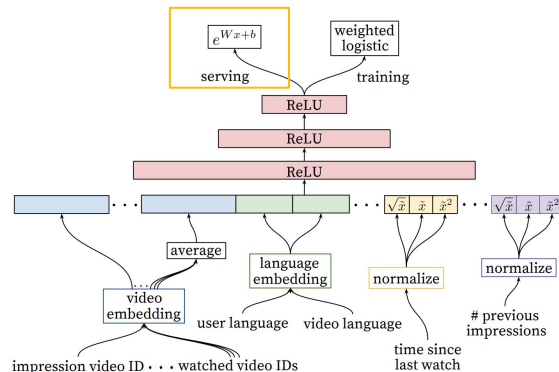 e^{Wx+b}
weighted
logistic
serving
training
ReLU
ReLU
ReLU
. . .
√x̃ x̃ x̃²
. . .
√x̃ x̃ x̃²
average
language
embedding
normalize
normalize
. . .
video
embedding
user language
video language
# previous
impressions
time since
last watch
impression video ID . . . watched video IDs